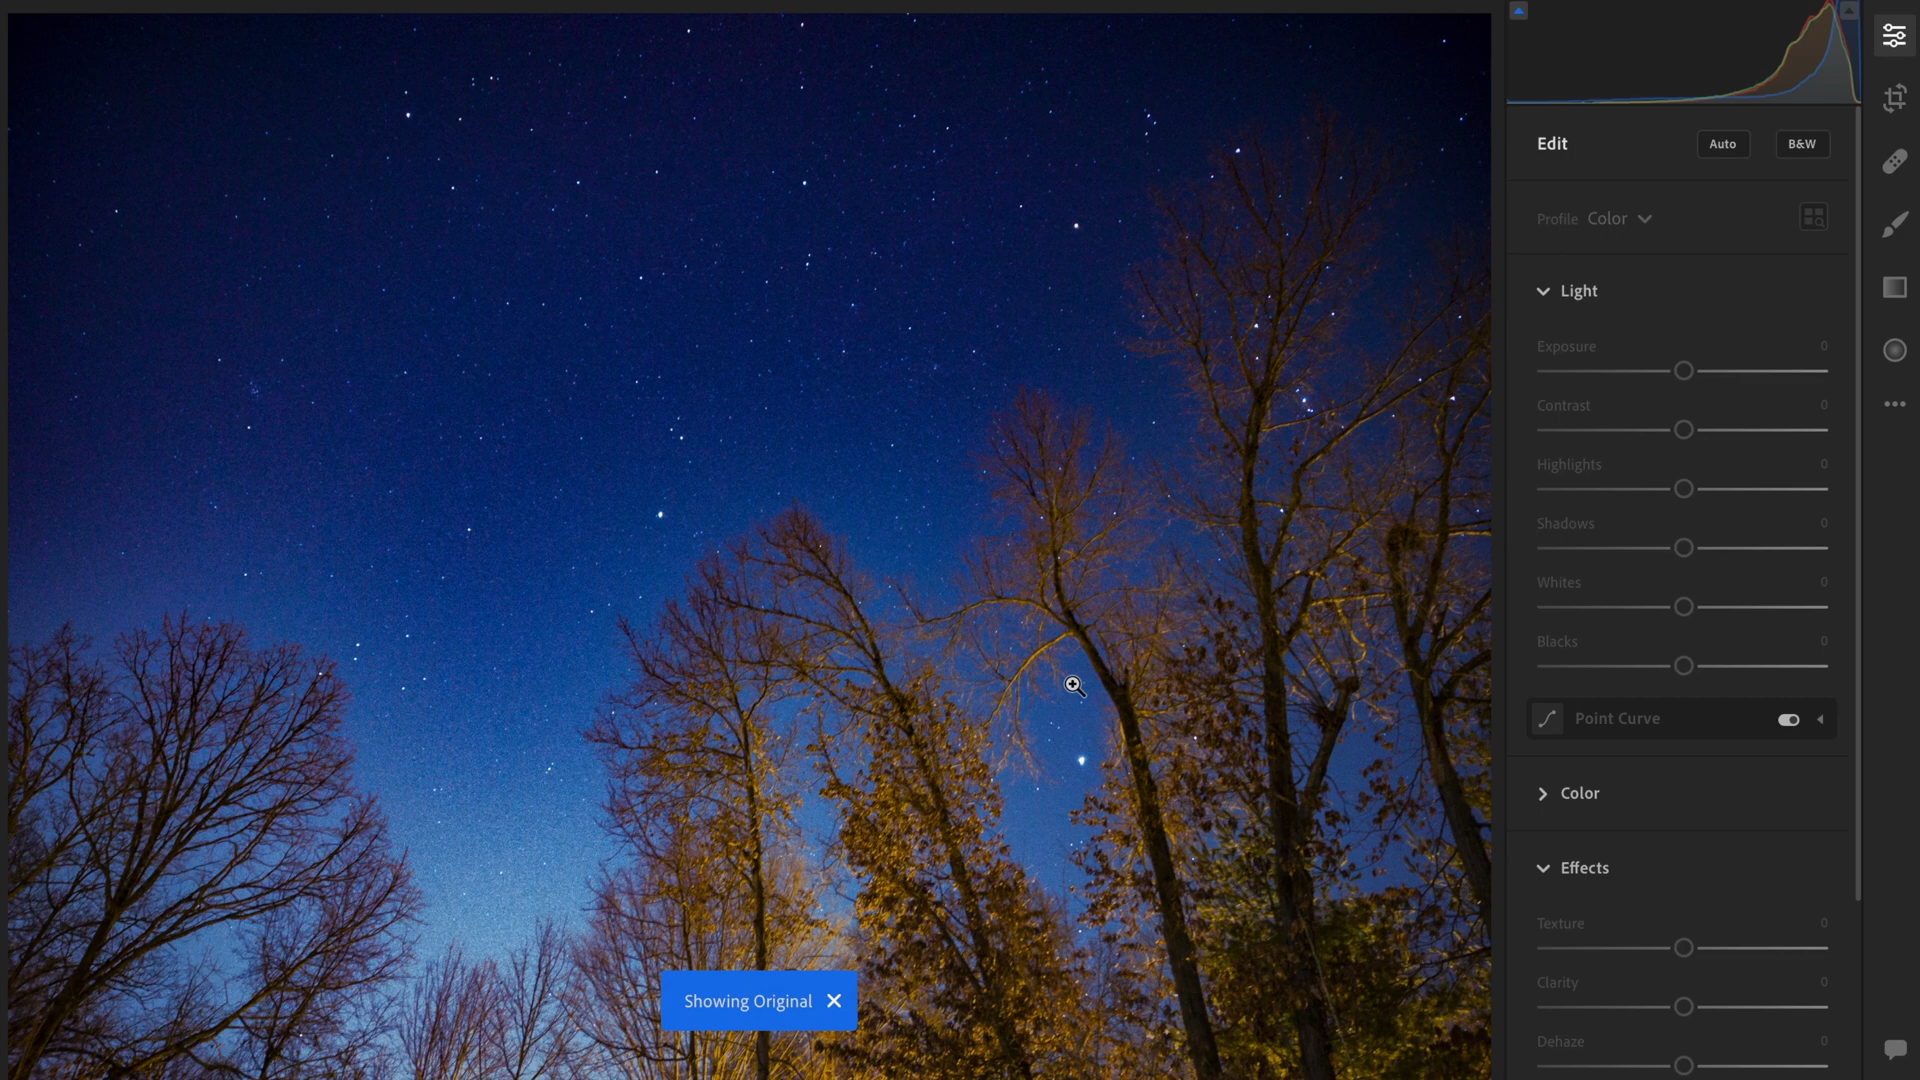 Edit
Auto
B&W
Profile Color
Light
Exposure 0
Contrast 0
Highlights 0
Shadows 0
Whites 0
Blacks 0
Point Curve
Color
Effects
Texture 0
Clarity 0
Dehaze 0
Showing Original